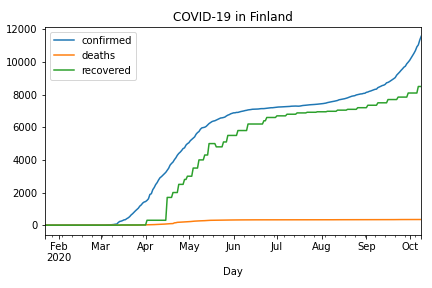 COVID-19 in Finland
12000
10000
8000
6000
4000
2000
0
confirmed
deaths
recovered
Feb Mar Apr May Jun Jul Aug Sep Oct
2020
Day